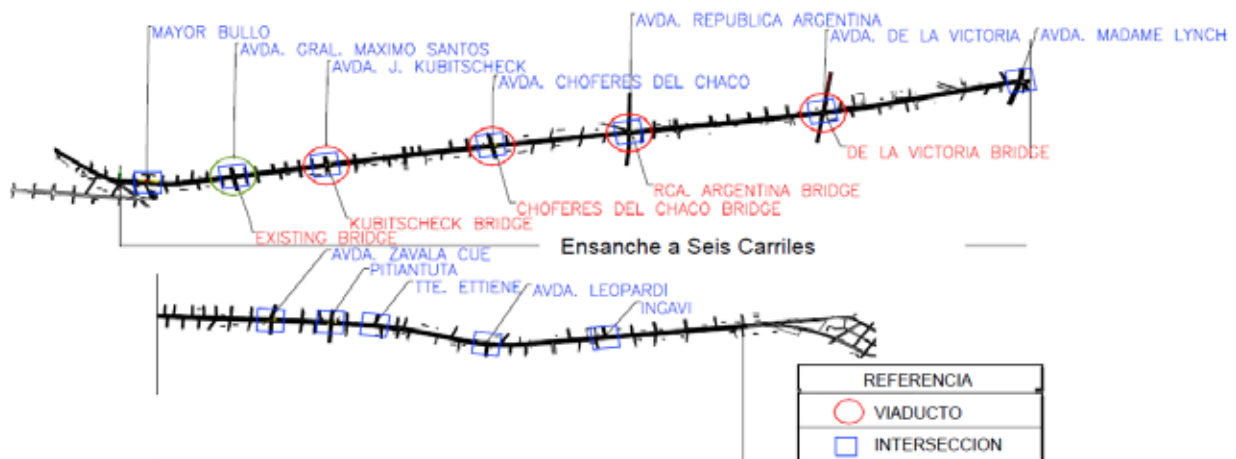 MAYOR BULLO
AVDA. GRAL. MAXIMO SANTOS
AVDA. J. KUBITSCHECK
AVDA. CHOFERES DEL CHACO
AVDA. REPUBLICA ARGENTINA
AVDA. DE LA VICTORIA
AVDA. MADAME LYNCH
DE LA VICTORIA BRIDGE
RCA. ARGENTINA BRIDGE
CHOFERES DEL CHACO BRIDGE
KUBITSCHECK BRIDGE
EXISTING BRIDGE
Ensanche a Seis Carriles
AVDA. ZAVALA CUE
PITIANTUTA
TTE. ETTIENE
AVDA. LEOPARDI
INGAVI
REFERENCIA
VIADUCTO
INTERSECCION